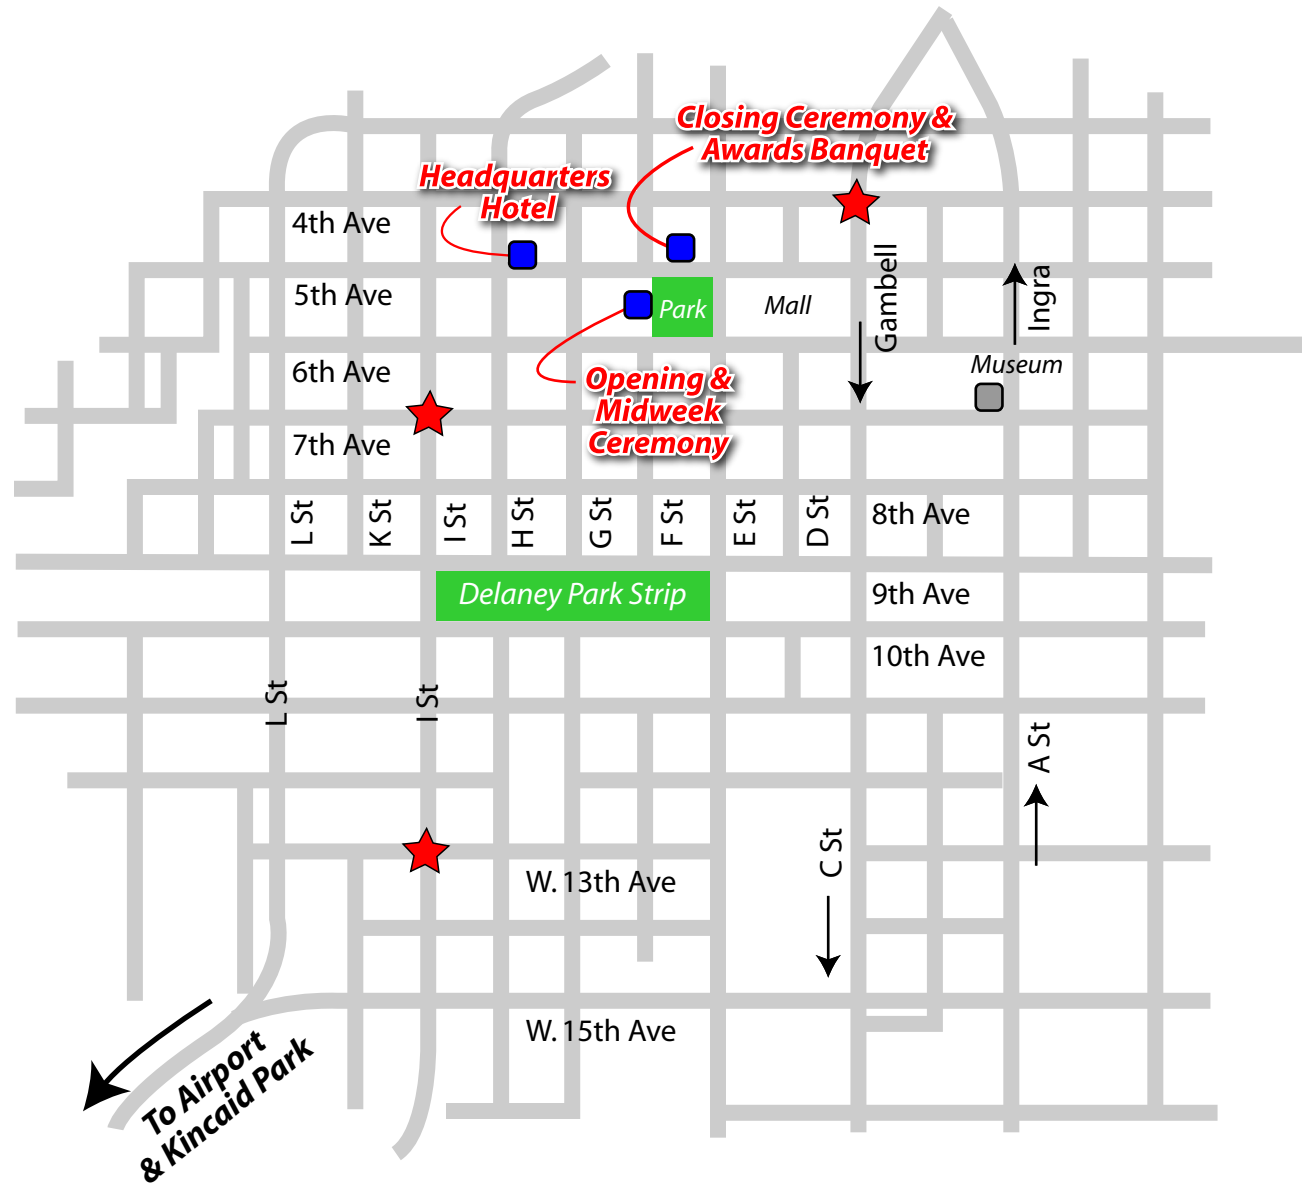 Closing Ceremony &
Awards Banquet
Headquarters
Hotel
4th Ave
5th Ave
Park
Mall
Gambell
Ingra
6th Ave
Museum
Opening &
Midweek
Ceremony
7th Ave
L St
K St
I St
H St
G St
F St
E St
D St
8th Ave
Delaney Park Strip
9th Ave
10th Ave
L St
I St
A St
C St
W. 13th Ave
W. 15th Ave
To Airport
& Kincaid Park